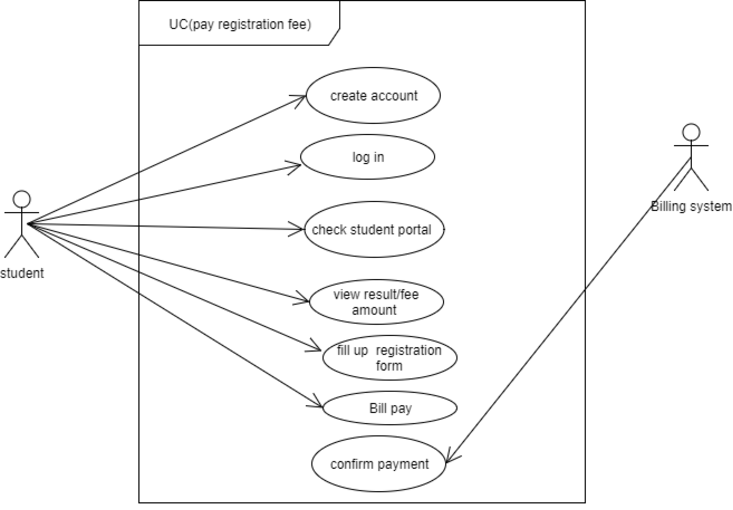 UC(pay registration fee)
create account
log in
Billing system
check student portal
student
view result/fee
amount
fill up registration
form
Bill pay
confirm payment